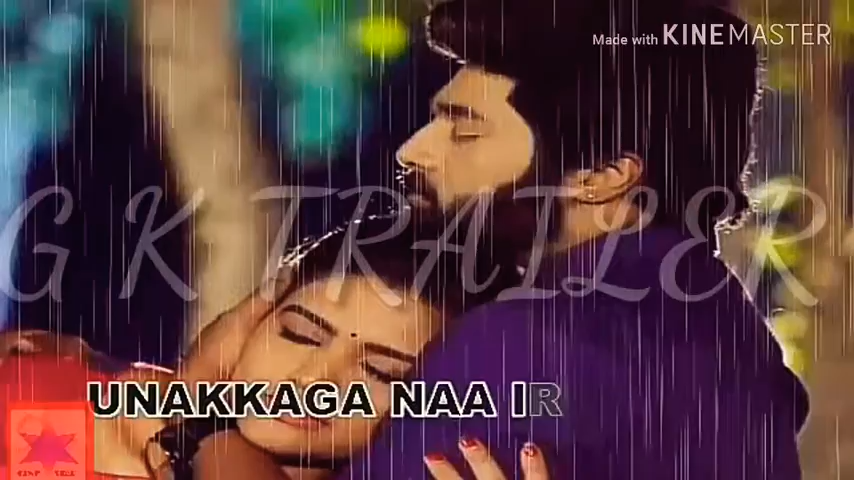 Made with KINEMASTER
G K TRAILER
UNAKKAGA NAA IR